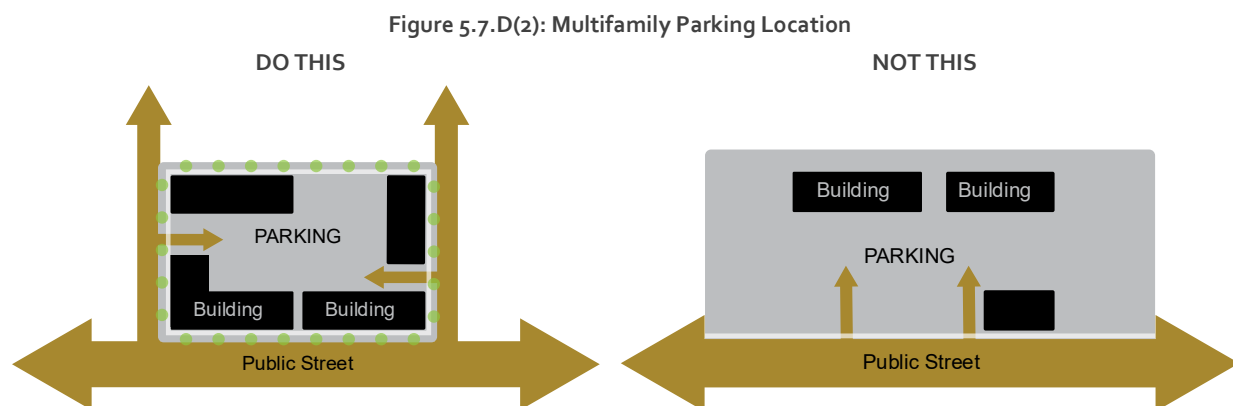 Figure 5.7.D(2): Multifamily Parking Location
DO THIS
PARKING
Building
Building
Public Street
NOT THIS
Building
Building
PARKING
Public Street